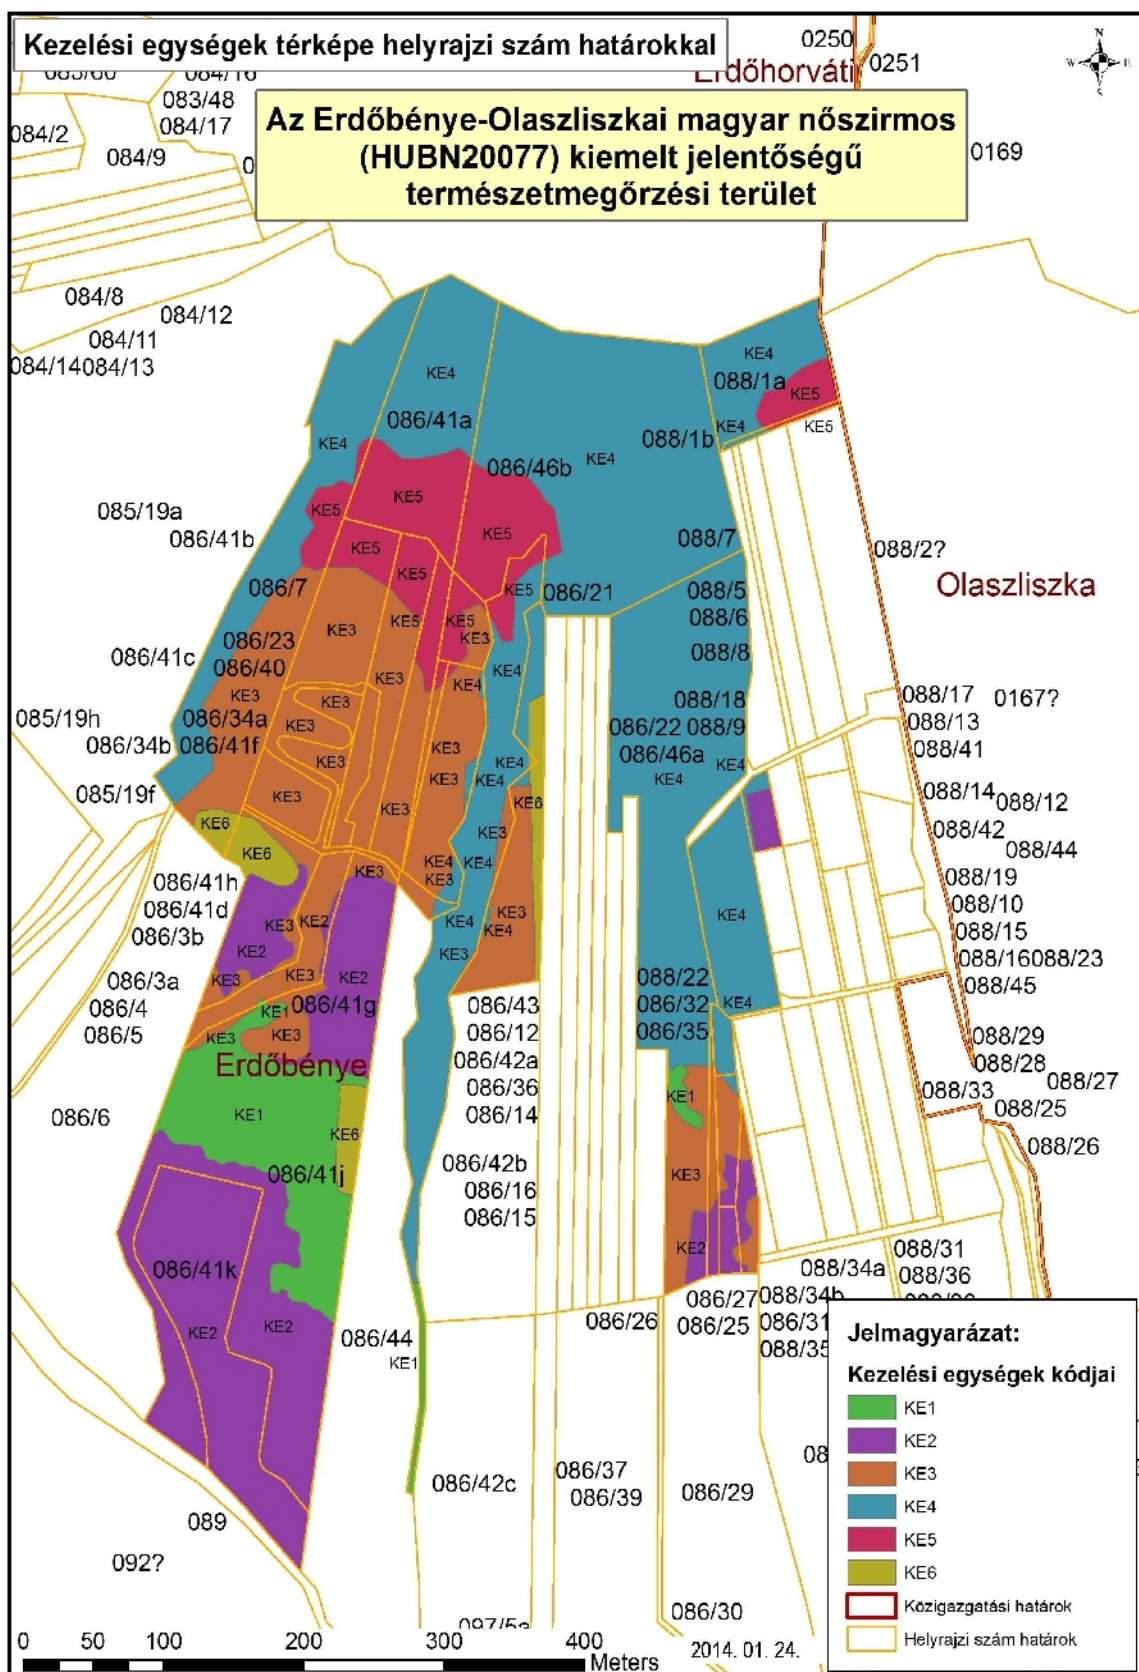 Kezelési egységek térképe helyrajzi szám határokkal
Az Erdőbénye-Olaszliszkai magyar nőszirmos
(HUBN20077) kiemelt jelentőségű
természetmegőrzési terület
0250
0251
Erdőhorváti
N
W E
S
084/16
083/48
084/17
084/2
084/9
0169
084/8
084/12
084/11
084/14 084/13
KE4
KE4
088/1a
KE5
086/41a
KE4
088/1b
KE4
KE5
086/46b
KE4
KE5
KE5
KE5
085/19a
086/41b
KE5
088/7
088/2?
Olaszliszka
086/7
KE5
KE5
086/21
088/5
088/6
KE5
KE5
086/23
KE3
KE3
088/8
086/41c
086/40
KE4
KE3
KE4
088/17
0167?
085/19h
KE3
KE3
088/18
088/13
086/34a
KE3
086/22
088/9
086/34b
086/41f
KE3
088/41
086/46a
KE3
KE4
KE4
KE3
KE4
KE4
085/19f
KE3
KE6
088/14
088/12
KE3
088/42
KE6
KE3
088/44
KE6
KE4
KE4
KE3
KE3
088/19
086/41h
088/10
086/41d
KE2
KE3
KE4
KE3
KE4
KE4
088/15
086/3b
KE2
KE3
088/16 088/23
086/3a
KE3
KE3
KE2
088/22
088/45
086/4
KE1
086/41g
086/43
086/32
KE4
086/5
KE3
KE3
086/12
086/35
088/29
Erdőbénye
086/42a
088/28
086/36
KE1
088/33
088/27
086/6
KE1
KE6
086/14
088/25
088/26
086/41j
086/42b
KE3
086/16
086/15
KE2
088/31
086/41k
088/34a
088/36
086/27
088/34b
KE2
KE2
086/44
086/26
086/25
086/31
KE1
088/35
086/42c
086/37
086/39
086/29
089
092?
086/30
097/5a
2014. 01. 24.
0 50 100 200 300 400
Meters
Jelmagyarázat:
Kezelési egységek kódjai
KE1
KE2
KE3
KE4
KE5
KE6
Közigazgatási határok
Helyrajzi szám határok